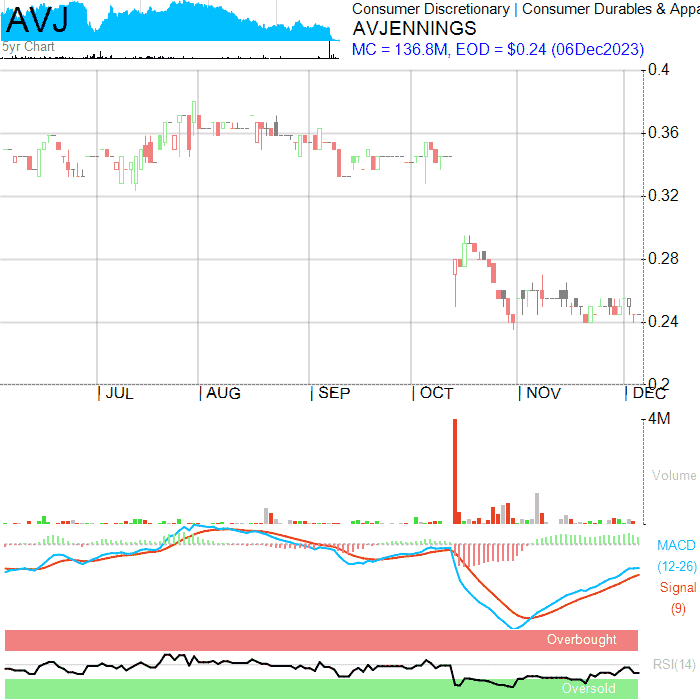 AVJ
5yr Chart
Consumer Discretionary | Consumer Durables & Appa
AVJENNINGS
MC = 136.8M, EOD = $0.24 (06Dec2023)
0.4
0.36
0.32
0.28
0.24
0.2
| JUL | AUG | SEP | OCT | NOV | DEC
4M
Volume
MACD
(12-26)
Signal
(9)
Overbought
RSI(14)
Oversold